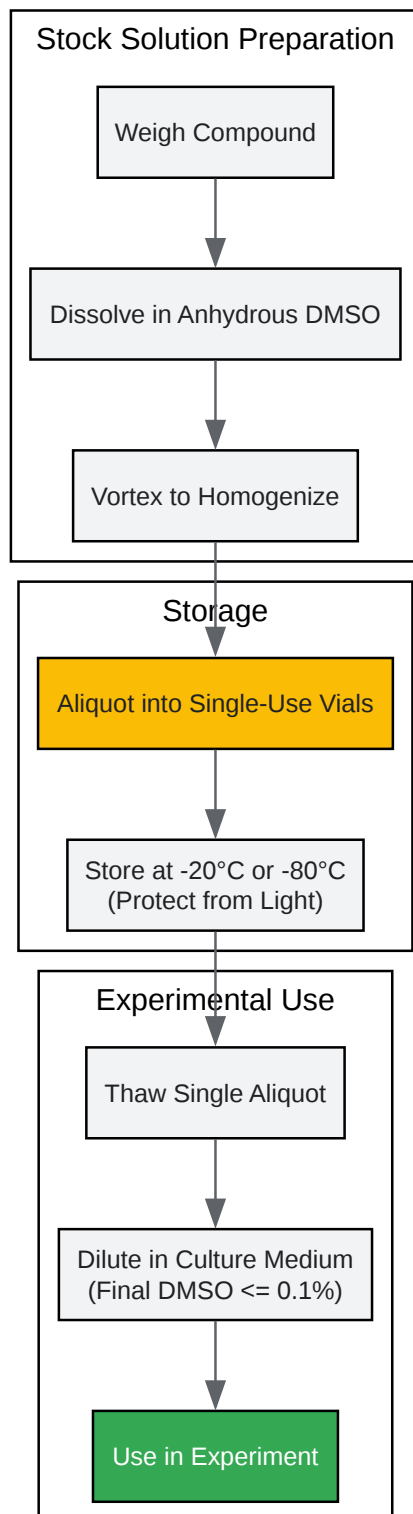 Stock Solution Preparation
Weigh Compound
Dissolve in Anhydrous DMSO
Vortex to Homogenize
Storage
Aliquot into Single-Use Vials
Store at -20°C or -80°C
(Protect from Light)
Experimental Use
Thaw Single Aliquot
Dilute in Culture Medium
(Final DMSO <= 0.1%)
Use in Experiment